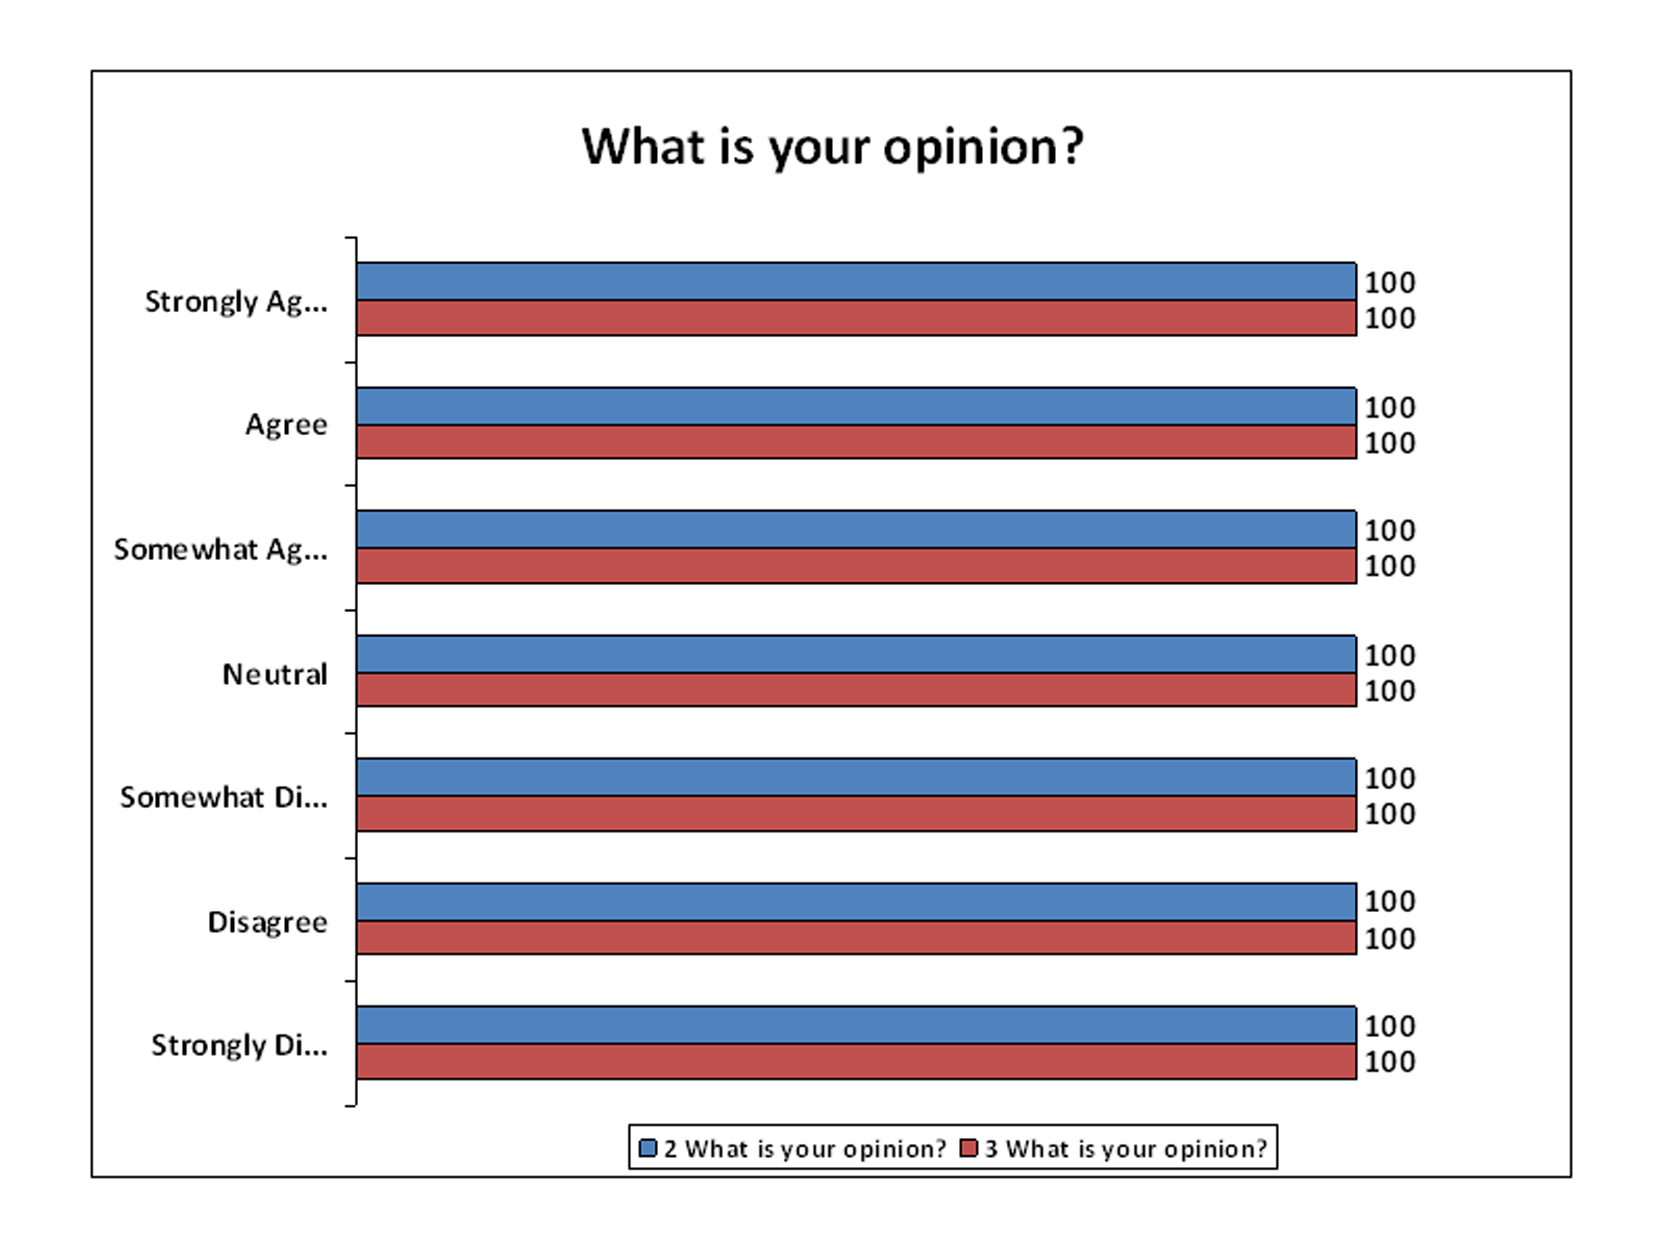 What is your opinion?
Strongly Ag...
100
100
Agree
100
100
Somewhat Ag...
100
100
Neutral
100
100
Somewhat Di...
100
100
Disagree
100
100
Strongly Di...
100
100
2 What is your opinion? 3 What is your opinion?